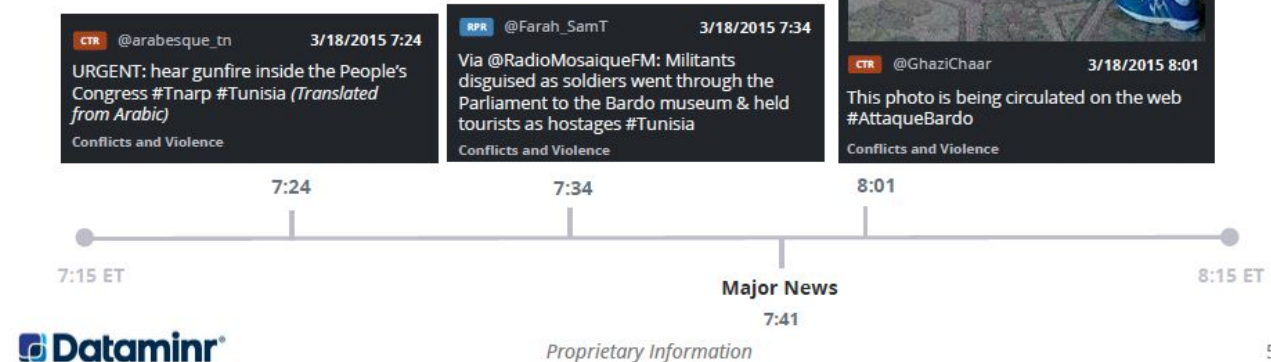 CTR @arabesque_tn 3/18/2015 7:24
URGENT: hear gunfire inside the People's
Congress #Tnarp #Tunisia (Translated
from Arabic)
Conflicts and Violence
RPR @Farah_SamT 3/18/2015 7:34
Via @RadioMosaiqueFM: Militants
disguised as soldiers went through the
Parliament to the Bardo museum & held
tourists as hostages #Tunisia
Conflicts and Violence
CTR @GhaziChaar 3/18/2015 8:01
This photo is being circulated on the web
#AttaqueBardo
Conflicts and Violence
7:24
7:34
8:01
7:15 ET
8:15 ET
Major News
7:41
Dataminr®
Proprietary Information